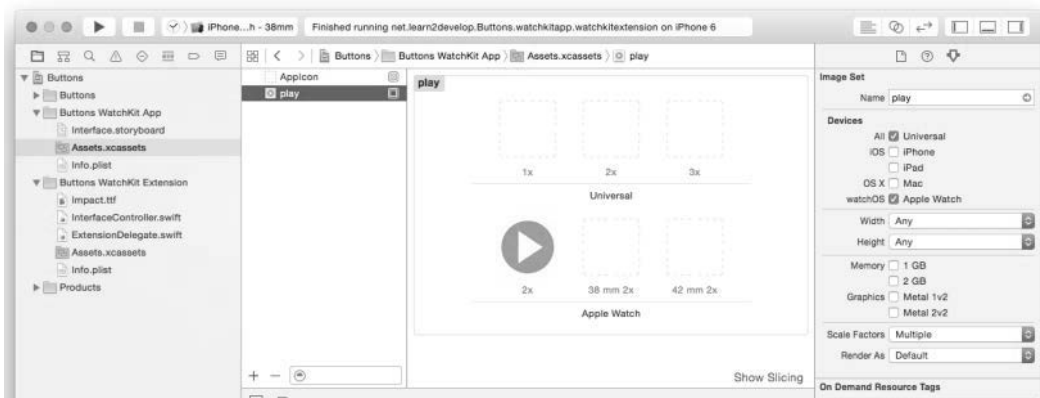 iPhone...h - 38mm
Finished running net.learn2develop.Buttons.watchkitapp.watchkitextension on iPhone 6
Buttons
Buttons
Buttons WatchKit App
Interface.storyboard
Assets.xcassets
Info.plist
Buttons WatchKit Extension
Impact.ttf
InterfaceController.swift
ExtensionDelegate.swift
Assets.xcassets
Info.plist
Products
Buttons
Buttons WatchKit App
Assets.xcassets
play
AppIcon
play
play
1x
2x
3x
Universal
2x
38 mm 2x
42 mm 2x
Apple Watch
Show Slicing
Image Set
Name play
Devices
All Universal
iOS iPhone
iPad
OS X Mac
watchOS Apple Watch
Width Any
Height Any
Memory 1 GB
2 GB
Graphics Metal 1v2
Metal 2v2
Scale Factors Multiple
Render As Default
On Demand Resource Tags